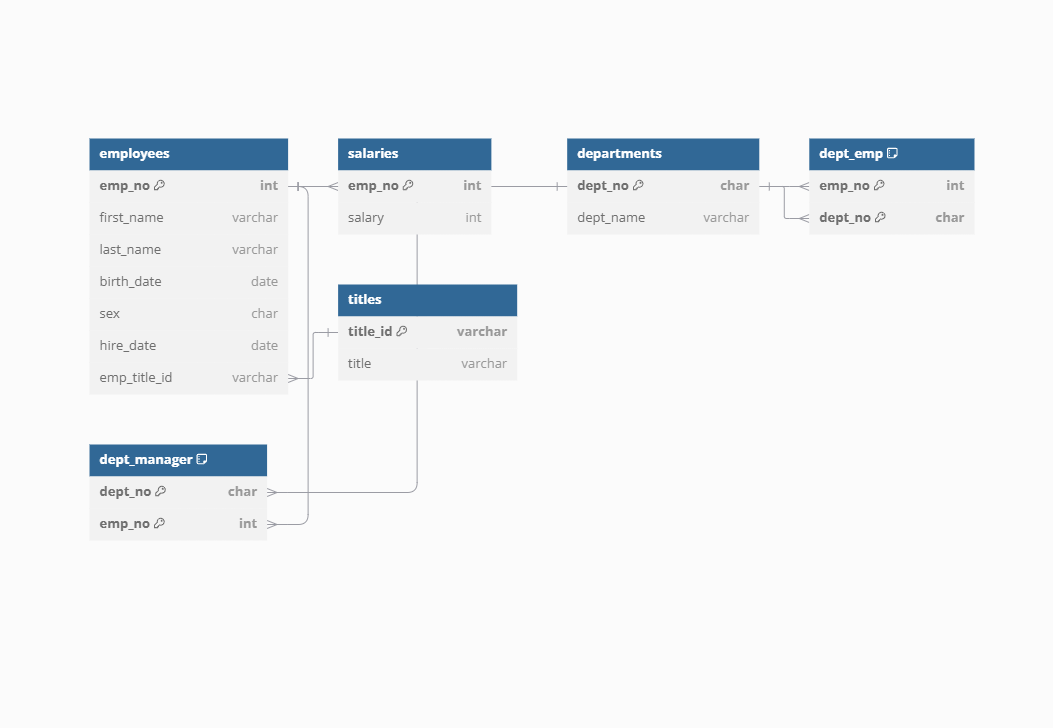 employees
emp_no int
first_name varchar
last_name varchar
birth_date date
sex char
hire_date date
emp_title_id varchar
salaries
emp_no int
salary int
departments
dept_no char
dept_name varchar
dept_emp
emp_no int
dept_no char
titles
title_id varchar
title varchar
dept_manager
dept_no char
emp_no int